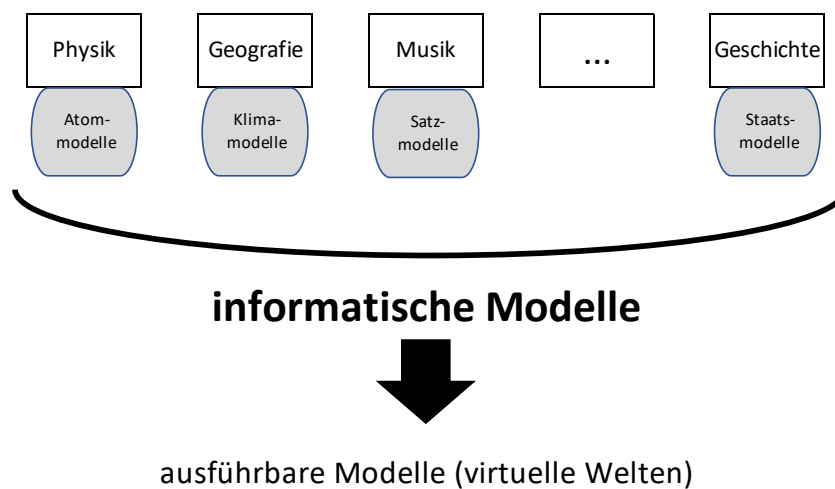 Physik
Geografie
Musik
...
Geschichte
Atom-
modelle
Klima-
modelle
Satz-
modelle
Staats-
modelle
informatische Modelle
ausführbare Modelle (virtuelle Welten)